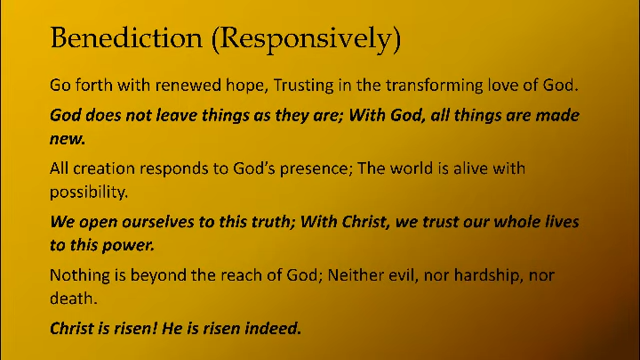 Benediction (Responsively)
Go forth with renewed hope, Trusting in the transforming love of God.
God does not leave things as they are; With God, all things are made
new.
All creation responds to God's presence; The world is alive with
possibility.
We open ourselves to this truth; With Christ, we trust our whole lives
to this power.
Nothing is beyond the reach of God; Neither evil, nor hardship, nor
death.
Christ is risen! He is risen indeed.